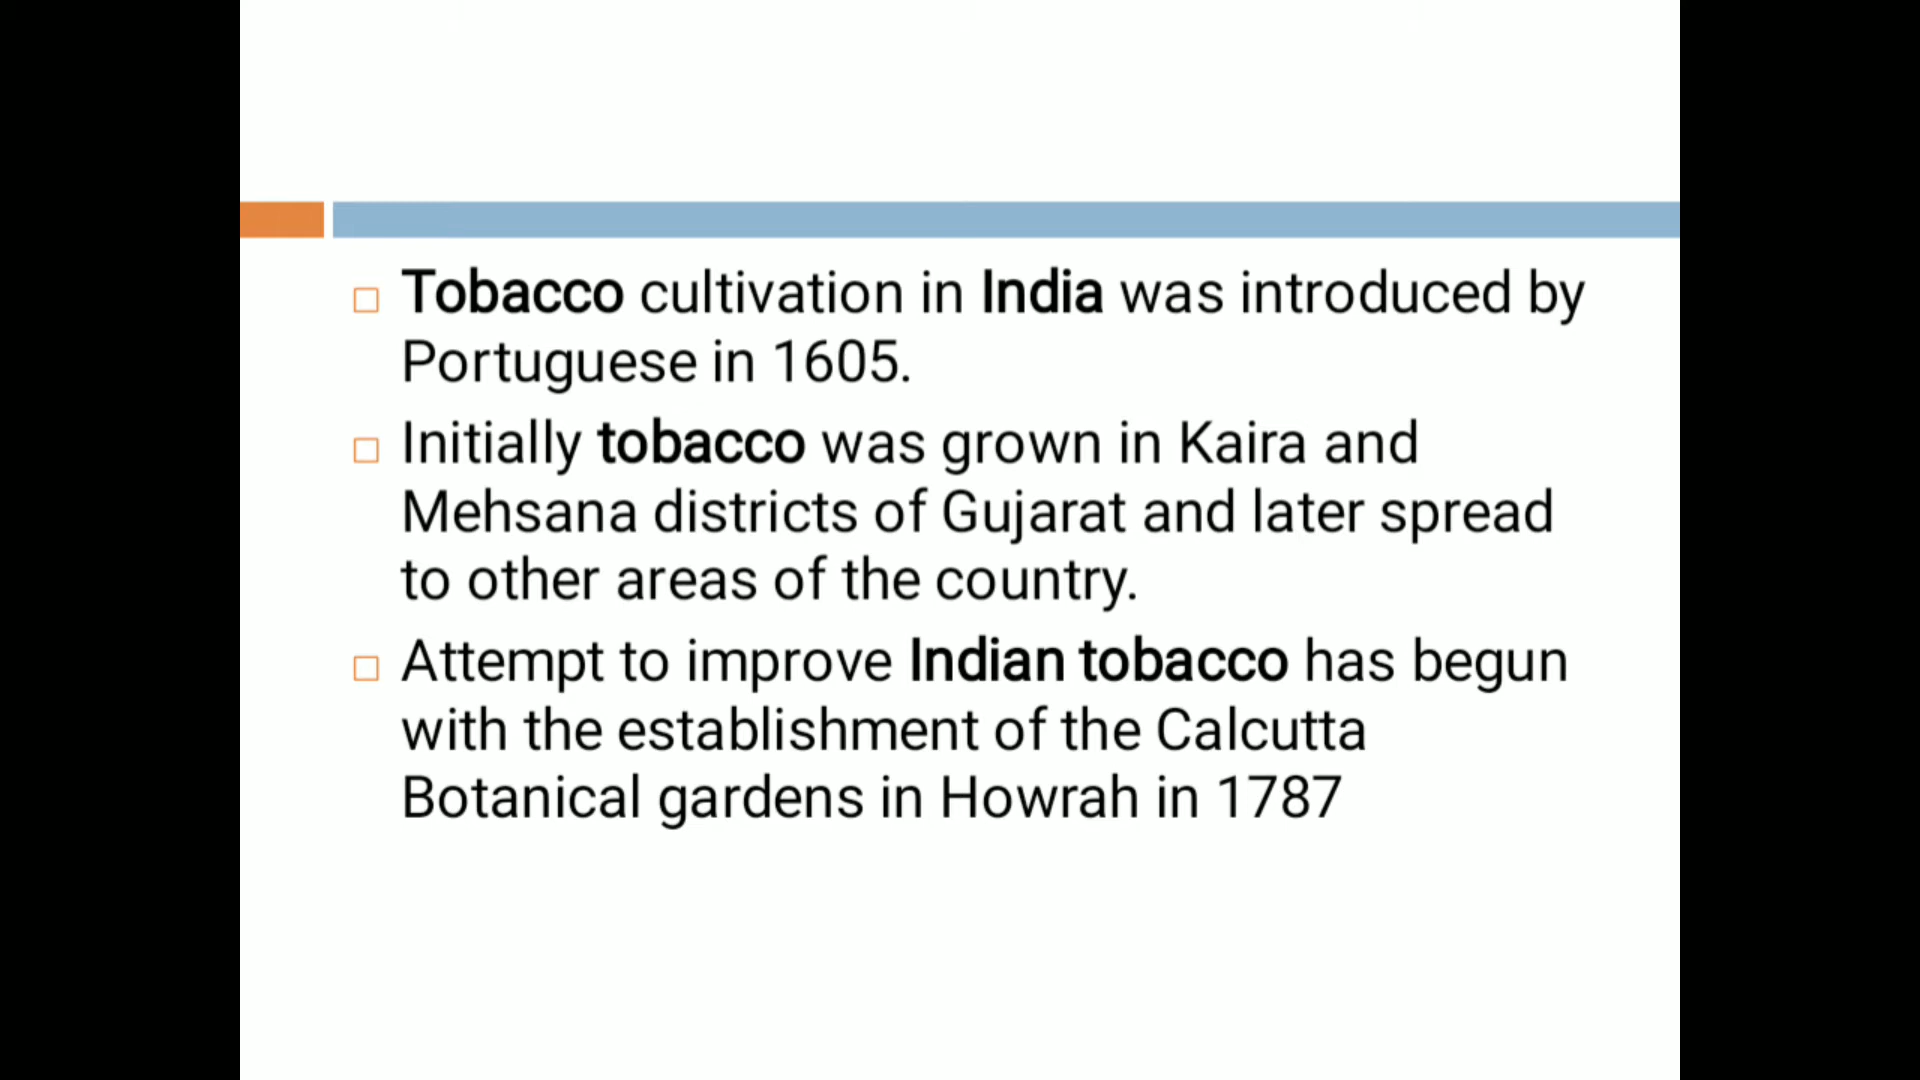 Tobacco cultivation in India was introduced by
Portuguese in 1605.
Initially tobacco was grown in Kaira and
Mehsana districts of Gujarat and later spread
to other areas of the country.
Attempt to improve Indian tobacco has begun
with the establishment of the Calcutta
Botanical gardens in Howrah in 1787